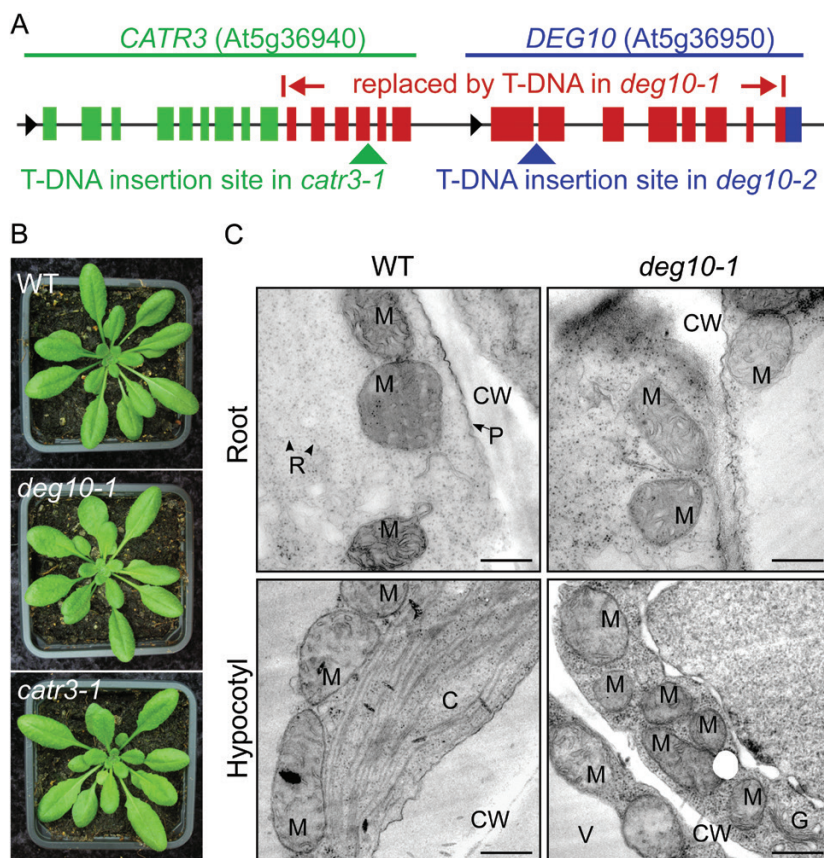 A
CATR3 (At5g36940)
DEG10 (At5g36950)
replaced by T-DNA in deg10-1
T-DNA insertion site in catr3-1
T-DNA insertion site in deg10-2
B
WT
deg10-1
catr3-1
C
WT
deg10-1
Root
M
M
CW
P
R
M
CW
M
M
M
Hypocotyl
M
M
C
M
CW
M
M
M
M
M
M
M
G
V
CW